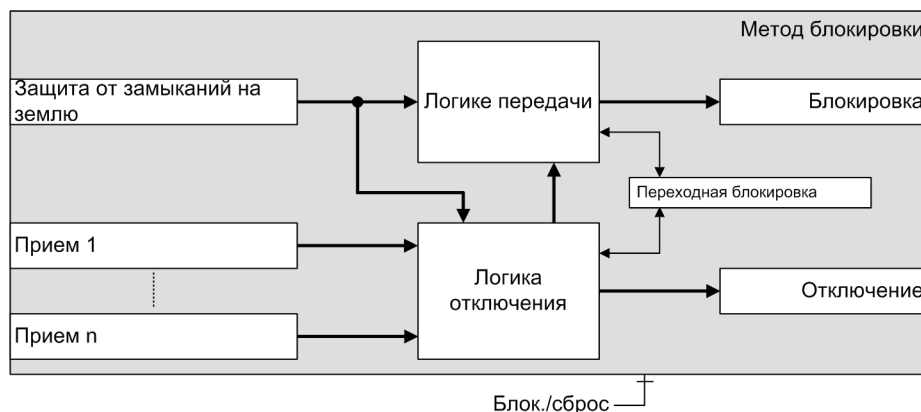 Метод блокировки
Защита от замыканий на
землю
Логике передачи
Блокировка
Переходная блокировка
Прием 1
Логика
отключения
Отключение
Прием n
Блок./сброс